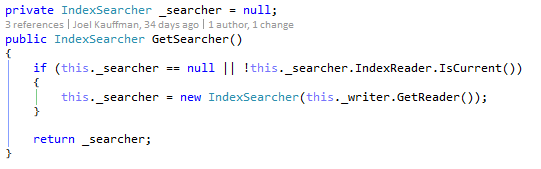 private IndexSearcher _searcher = null;
3 references | Joel Kauffman, 34 days ago | 1 author, 1 change
public IndexSearcher GetSearcher()
{
    if (this._searcher == null || !this._searcher.IndexReader.IsCurrent())
    {
        this._searcher = new IndexSearcher(this._writer.GetReader());
    }

    return _searcher;
}